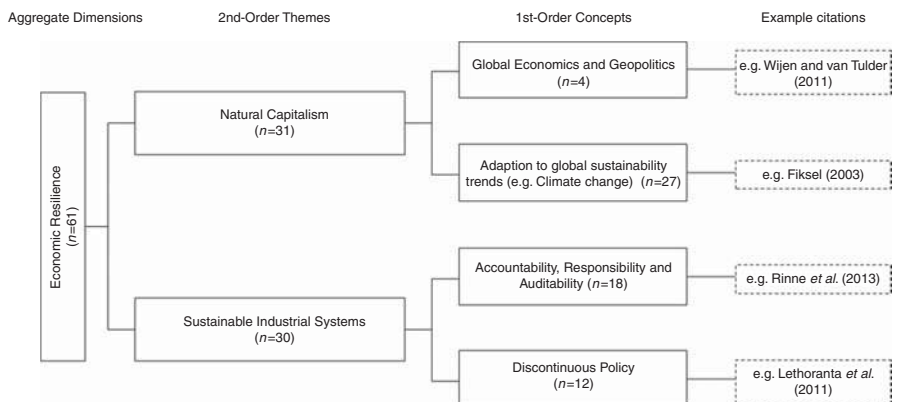 Aggregate Dimensions
2nd-Order Themes
1st-Order Concepts
Example citations
Economic Resilience
(n=61)
Natural Capitalism
(n=31)
Global Economics and Geopolitics
(n=4)
e.g. Wijen and van Tulder
(2011)
Adaption to global sustainability
trends (e.g. Climate change) (n=27)
e.g. Fiksel (2003)
Sustainable Industrial Systems
(n=30)
Accountability, Responsibility and
Auditability (n=18)
e.g. Rinne et al. (2013)
Discontinuous Policy
(n=12)
e.g. Lethoranta et al.
(2011)